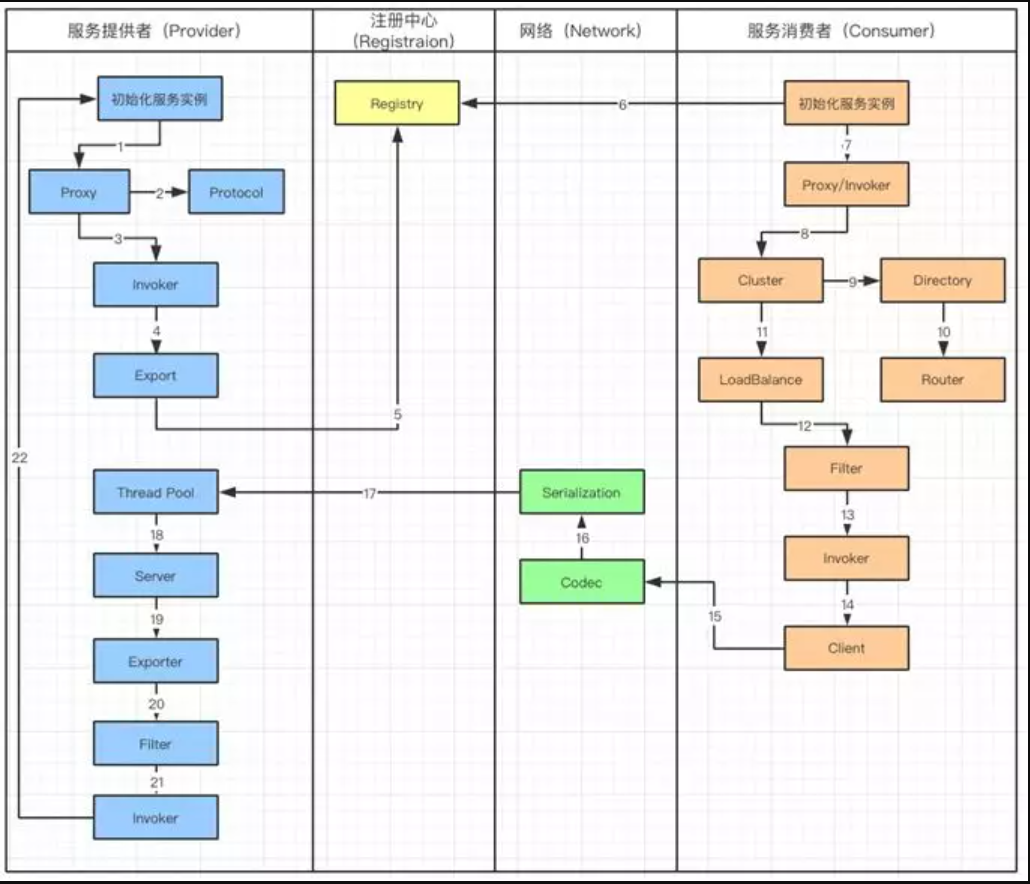 服务提供者（Provider）
注册中心
（Registraion）
网络（Network）
服务消费者（Consumer）
初始化服务实例
Registry
6
初始化服务实例
1
7
Proxy
2
Protocol
Proxy/Invoker
3
8
Invoker
Cluster
9
Directory
4
11
10
Export
LoadBalance
Router
5
12
22
Filter
Thread Pool
17
Serialization
13
18
16
Invoker
Server
Codec
14
19
15
Client
Exporter
20
Filter
21
Invoker